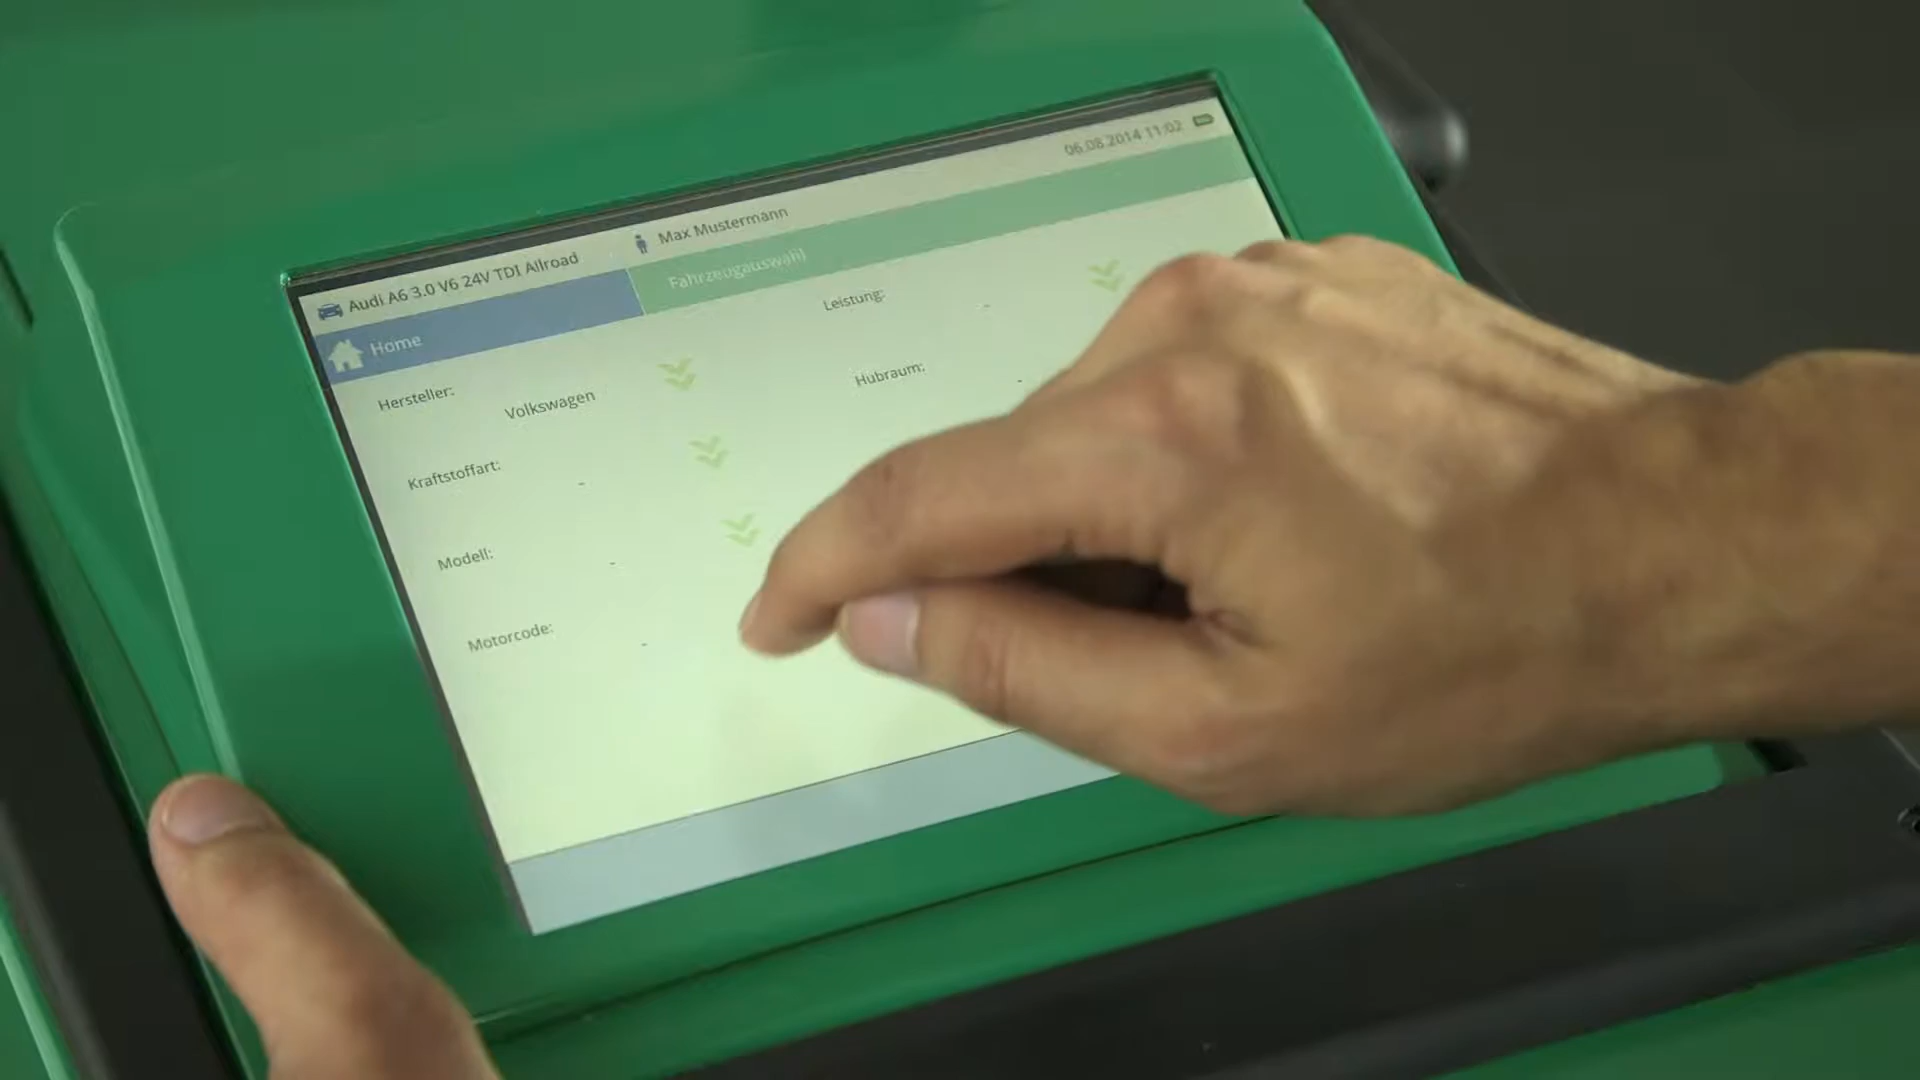 06.08.2014 11:02
Audi A6 3.0 V6 24V TDI Allroad
Max Mustermann
Home
Fahrzeugauswahl
Hersteller:
Volkswagen
Leistung:
-
Kraftstoffart:
-
Hubraum:
-
Modell:
-
Motorcode:
-